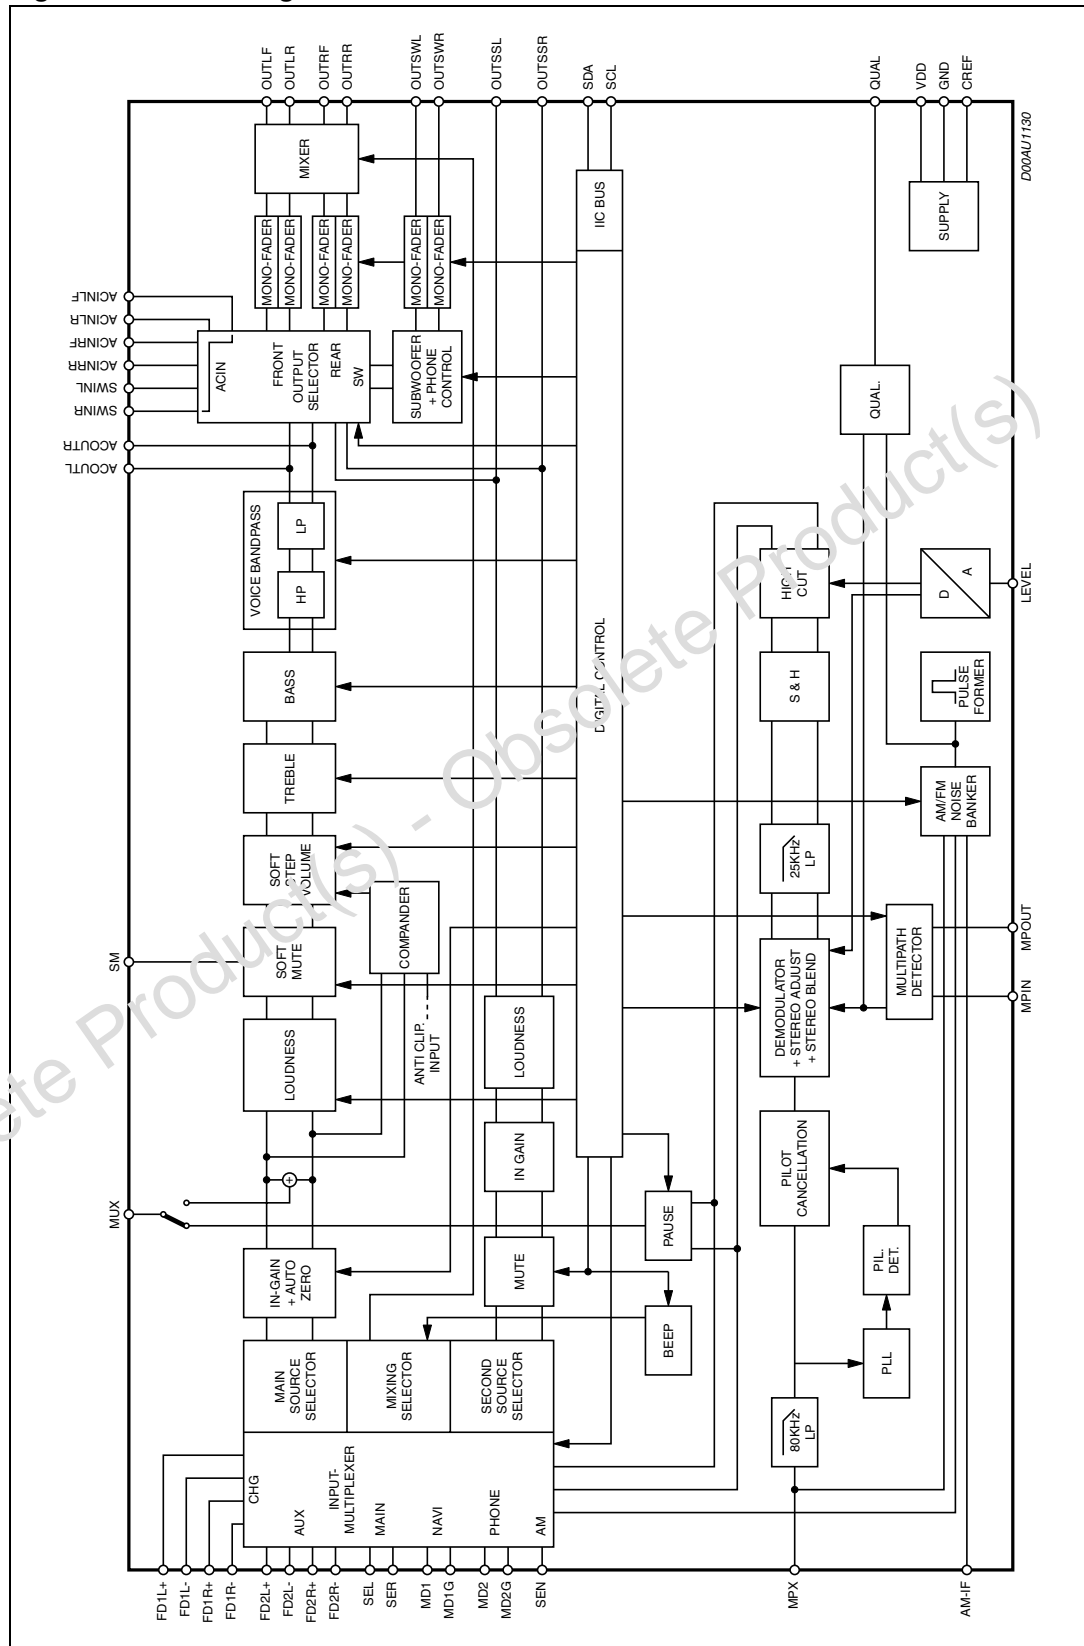 OUTLF
OUTLR
OUTRF
OUTRR
OUTSWL
OUTSWR
OUTSSL
OUTSSR
SDA
SCL
QUAL
VDD
GND
CREF
D00AU1130
MIXER
IIC BUS
SUPPLY
MONO-FADER
MONO-FADER
MONO-FADER
MONO-FADER
MONO-FADER
MONO-FADER
ACINLF
ACINLR
ACINRF
ACINRR
SWINL
SWINR
ACOUTR
ACOUTL
ACIN
FRONT
OUTPUT
SELECTOR
REAR
SW
SUBWOOFER
+ PHONE
CONTROL
QUAL.
VOICE BANDPASS
LP
HP
HIGH
CUT
D
A
LEVEL
DIGITAL CONTROL
BASS
S & H
PULSE
FORMER
TREBLE
AM/FM
NOISE
BANKER
SOFT
STEP
VOLUME
25KHz
LP
COMPANDER
SM
SOFT
MUTE
DEMODULATOR
+ STEREO ADJUST
+ STEREO BLEND
MULTIPATH
DETECTOR
MPOUT
MPIN
LOUDNESS
ANTI CLIP.
INPUT
LOUDNESS
MUX
+
IN GAIN
PAUSE
PILOT
CANCELLATION
IN-GAIN
+ AUTO
ZERO
MUTE
PIL.
DET.
BEEP
PLL
MAIN
SOURCE
SELECTOR
MIXING
SELECTOR
SECOND
SOURCE
SELECTOR
80KHz
LP
CHG
AUX
INPUT-
MULTIPLEXER
MAIN
NAVI
PHONE
AM
FD1L+
FD1L-
FD1R+
FD1R-
FD2L+
FD2L-
FD2R+
FD2R-
SEL
SER
MD1
MD1G
MD2
MD2G
SEN
MPX
AM-IF
ete Product(s) - Obsolete Product(s)